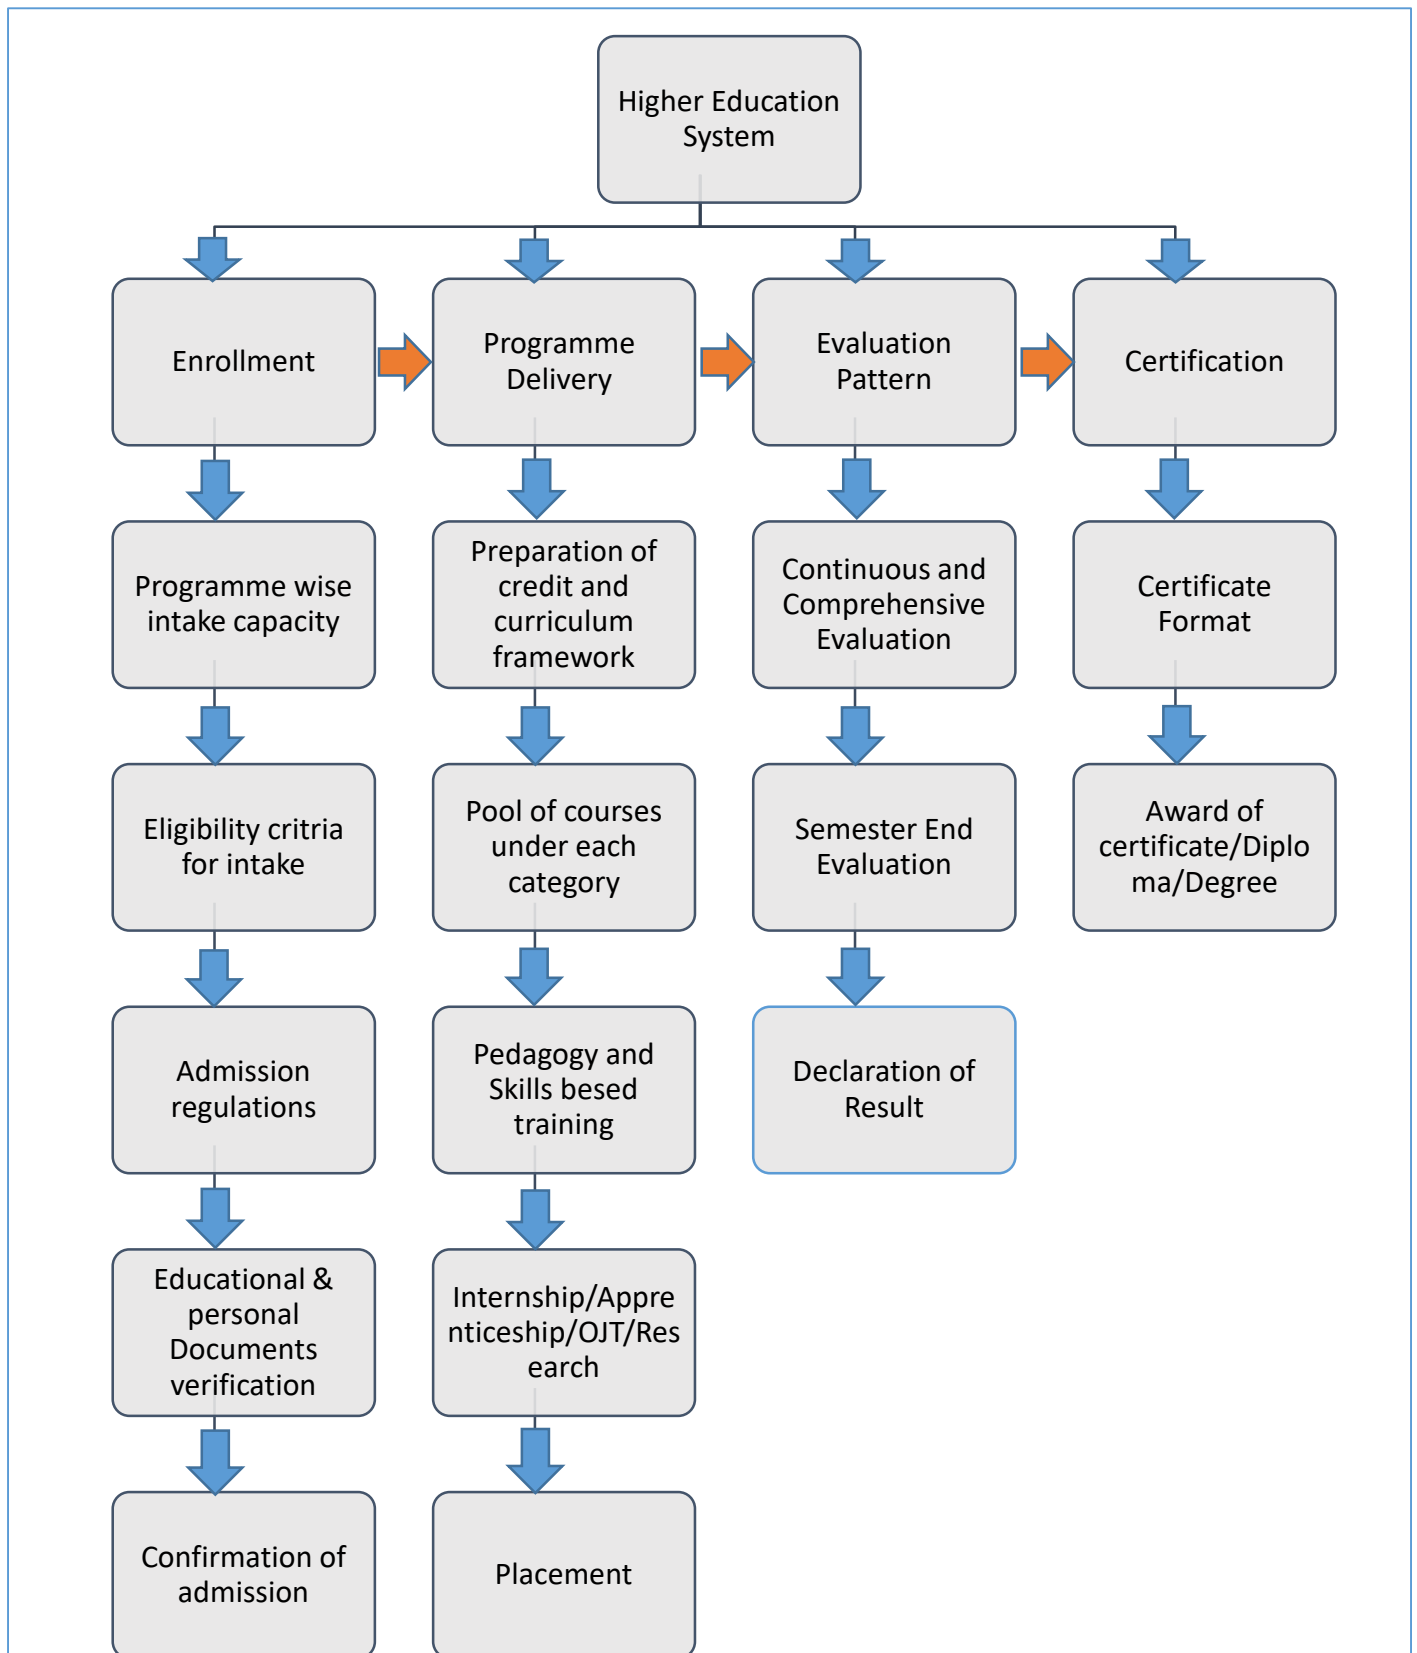 Higher Education
System
Enrollment
Programme
Delivery
Evaluation
Pattern
Certification
Programme wise
intake capacity
Preparation of
credit and
curriculum
framework
Continuous and
Comprehensive
Evaluation
Certificate
Format
Eligibility critria
for intake
Pool of courses
under each
category
Semester End
Evaluation
Award of
certificate/Diplo
ma/Degree
Admission
regulations
Pedagogy and
Skills besed
training
Declaration of
Result
Educational &
personal
Documents
verification
Internship/Appre
nticeship/OJT/Res
earch
Confirmation of
admission
Placement